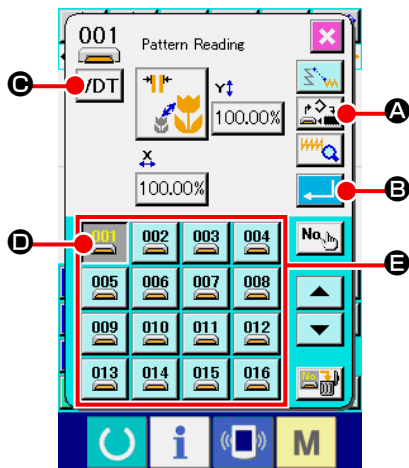 001
Pattern Reading
C
/DT
Y
100.00%
A
X
100.00%
B
D
001 002 003 004
No.
E
005 006 007 008
009 010 011 012
013 014 015 016
No.
i
M